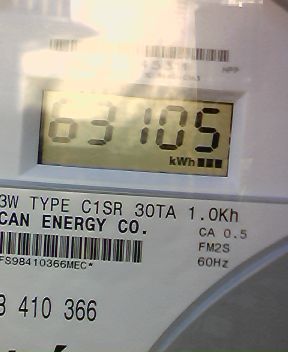 63105
kWh
3W TYPE C1SR 30TA 1.0Kh
CAN ENERGY CO.
CA 0.5
FM2S
60Hz
FS98410366MEC*
8 410 366